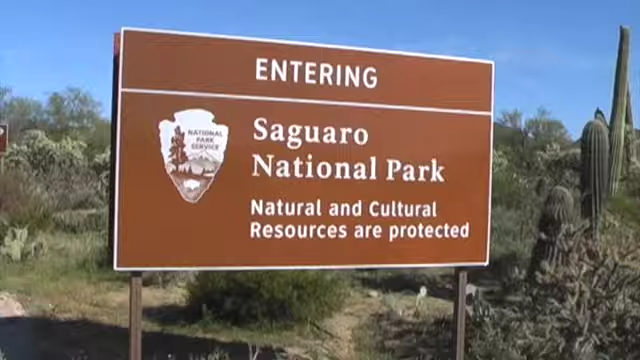 ENTERING
NATIONAL
PARK
SERVICE
Saguaro
National Park
Natural and Cultural
Resources are protected